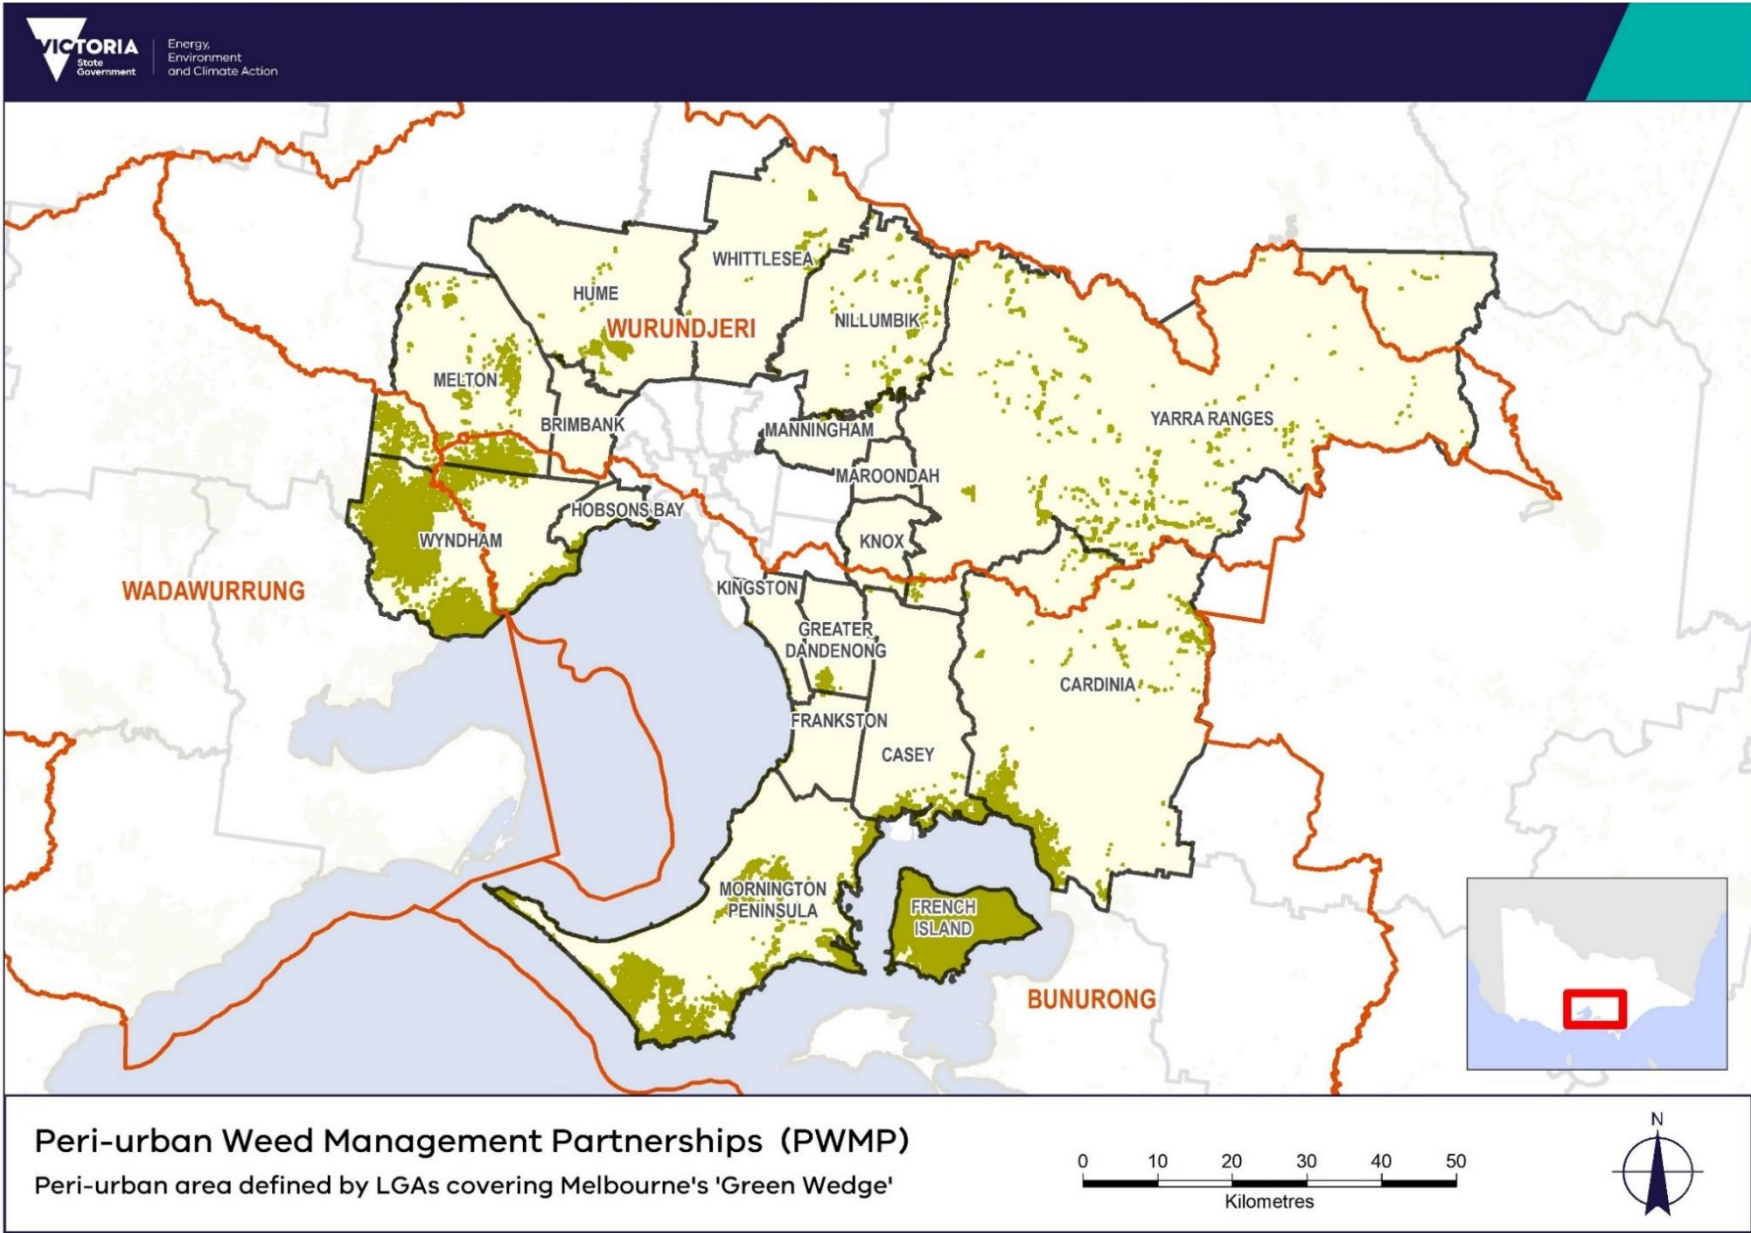 VICTORIA
State
Government
Energy,
Environment
and Climate Action
WHITTLESEA
HUME
NILLUMBIK
WURUNDJERI
MELTON
BRIMBANK
YARRA RANGES
MANNINGHAM
MAROONDAH
HOBSONS BAY
WYNDHAM
KNOX
WADAWURRUNG
KINGSTON
GREATER
DANDENONG
CARDINIA
FRANKSTON
CASEY
MORNINGTON
PENINSULA
FRENCH
ISLAND
BUNURONG
Peri-urban Weed Management Partnerships (PWMP)
Peri-urban area defined by LGAs covering Melbourne's 'Green Wedge'
0 10 20 30 40 50
Kilometres
N